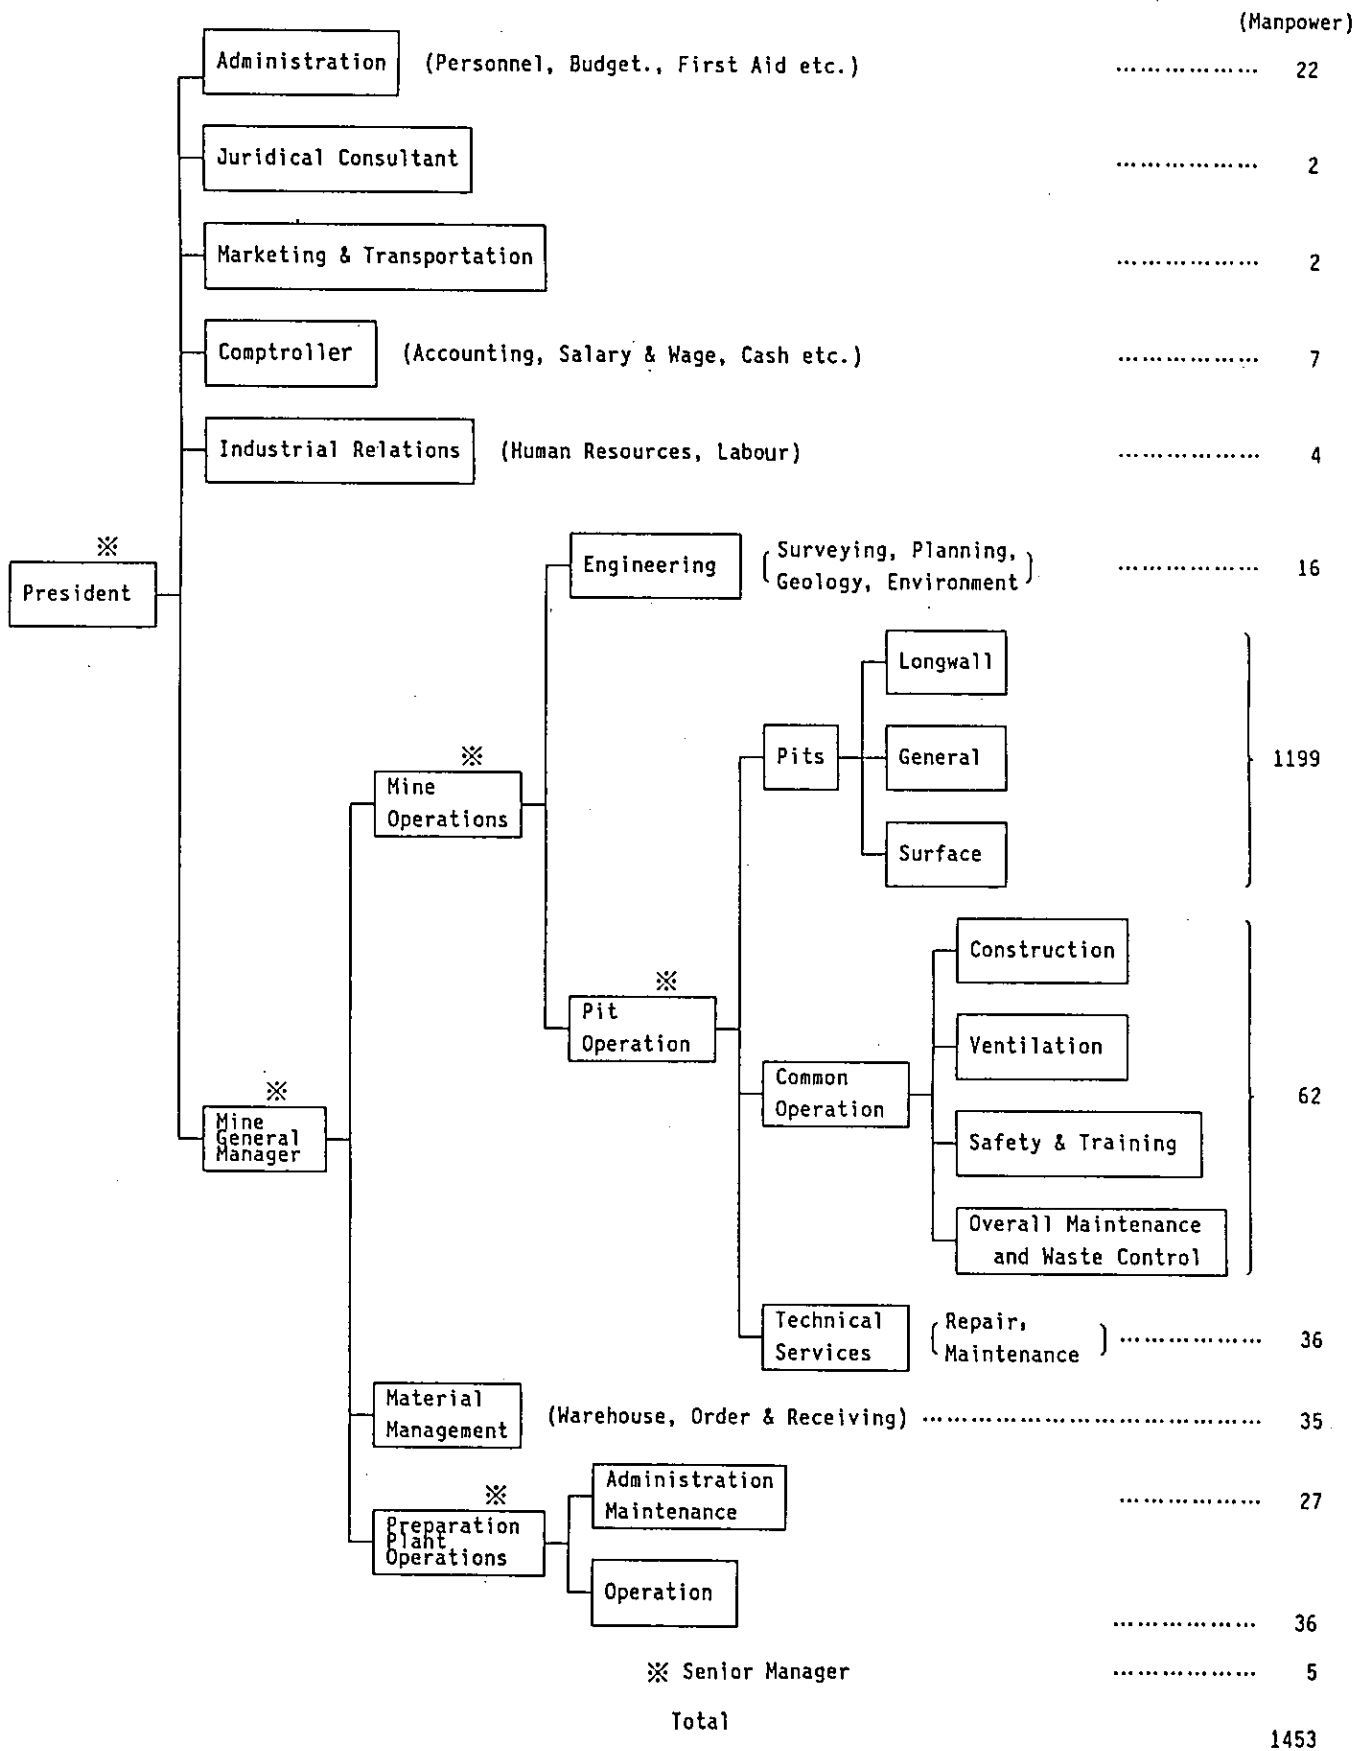 (Manpower)
Administration (Personnel, Budget., First Aid etc.) .................. 22
Juridical Consultant .................. 2
Marketing & Transportation .................. 2
Comptroller (Accounting, Salary & Wage, Cash etc.) .................. 7
Industrial Relations (Human Resources, Labour) .................. 4
※
President
Engineering
Surveying, Planning,
Geology, Environment
.................. 16
Longwall
Pits
General
Surface
1199
※
Mine
Operations
※
Pit
Operation
Construction
Ventilation
Common
Operation
Safety & Training
Overall Maintenance
and Waste Control
62
※
Mine
General
Manager
Technical
Services
Repair,
Maintenance
.................. 36
Material
Management
(Warehouse, Order & Receiving) .......................................... 35
※
Preparation
Plant
Operations
Administration
Maintenance
.................. 27
Operation
.................. 36
※ Senior Manager .................. 5
Total
1453